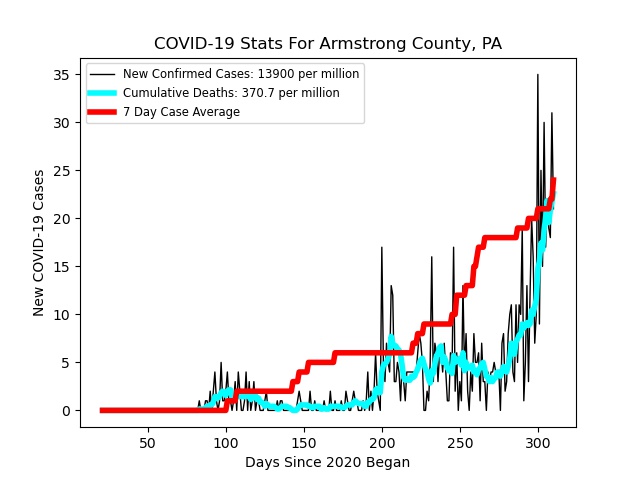 COVID-19 Stats For Armstrong County, PA
New Confirmed Cases: 13900 per million
Cumulative Deaths: 370.7 per million
7 Day Case Average
35
30
25
20
15
10
5
0
New COVID-19 Cases
50 100 150 200 250 300
Days Since 2020 Began